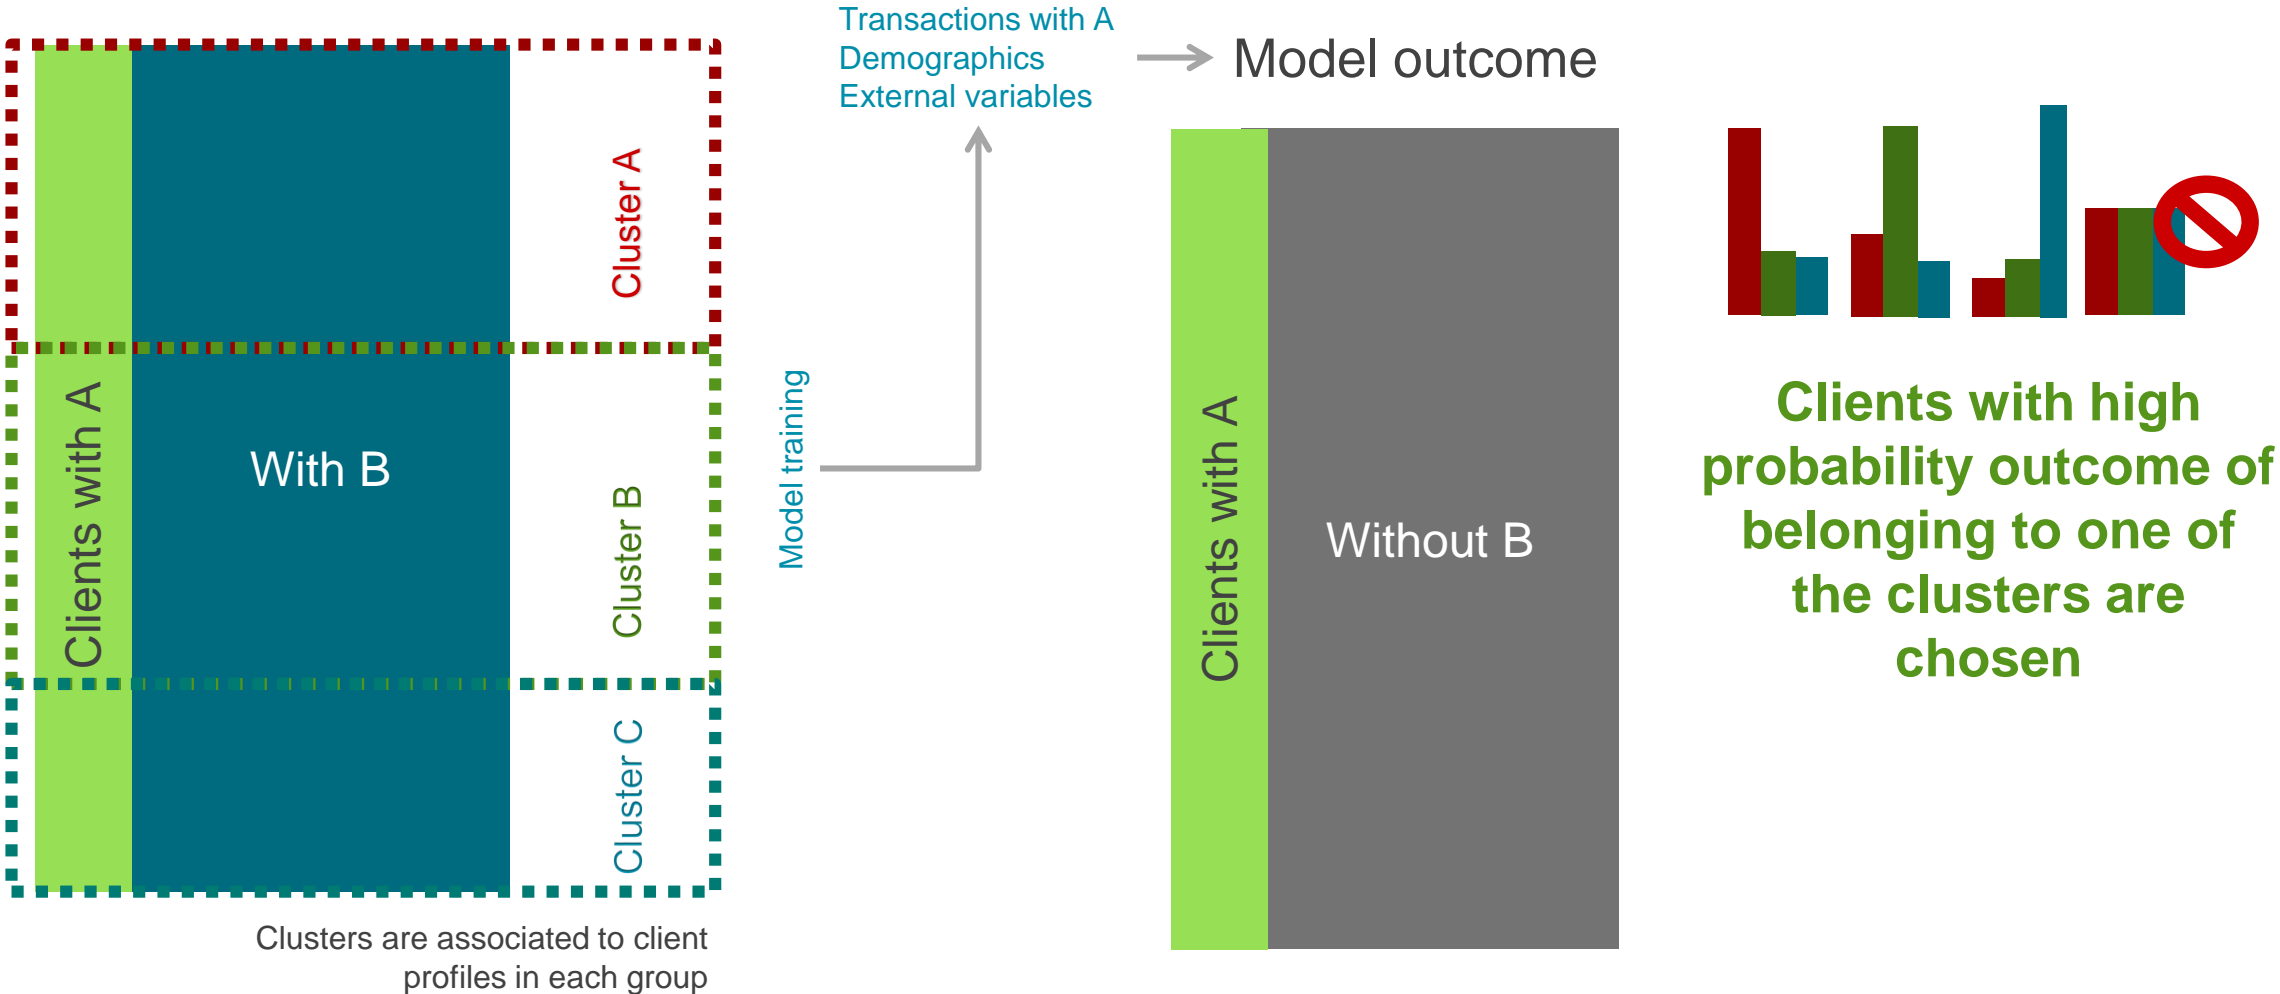 Clients with A
With B
Cluster A
Cluster B
Cluster C
Clusters are associated to client
profiles in each group
Model training
Transactions with A
Demographics
External variables
Model outcome
Clients with A
Without B
Clients with high
probability outcome of
belonging to one of
the clusters are
chosen